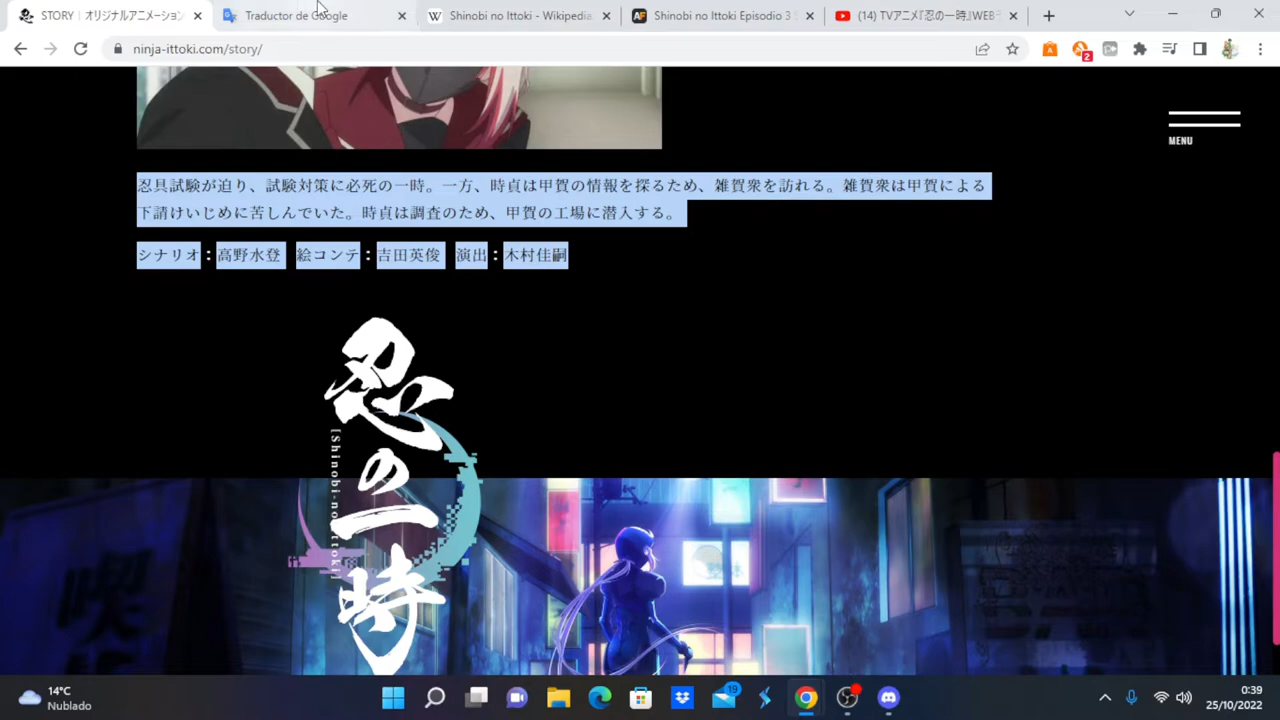 STORY | オリジナルアニメーション
Traductor de Google
Shinobi no Ittoki - Wikipedia
Shinobi no Ittoki Episodio 3
(14) TVアニメ『忍の一時』WEB
ninja-ittoki.com/story/
2
MENU
忍具試験が迫り、試験対策に必死の一時。一方、時貞は甲賀の情報を探るため、雑賀衆を訪れる。雑賀衆は甲賀による
下請けいじめに苦しんでいた。時貞は調査のため、甲賀の工場に潜入する。
シナリオ：高野水登 絵コンテ：吉田英俊 演出：木村佳嗣
忍の一時
[Shinobi-no-Ittoki]
喫
14°C
Nublado
19
0:39
25/10/2022